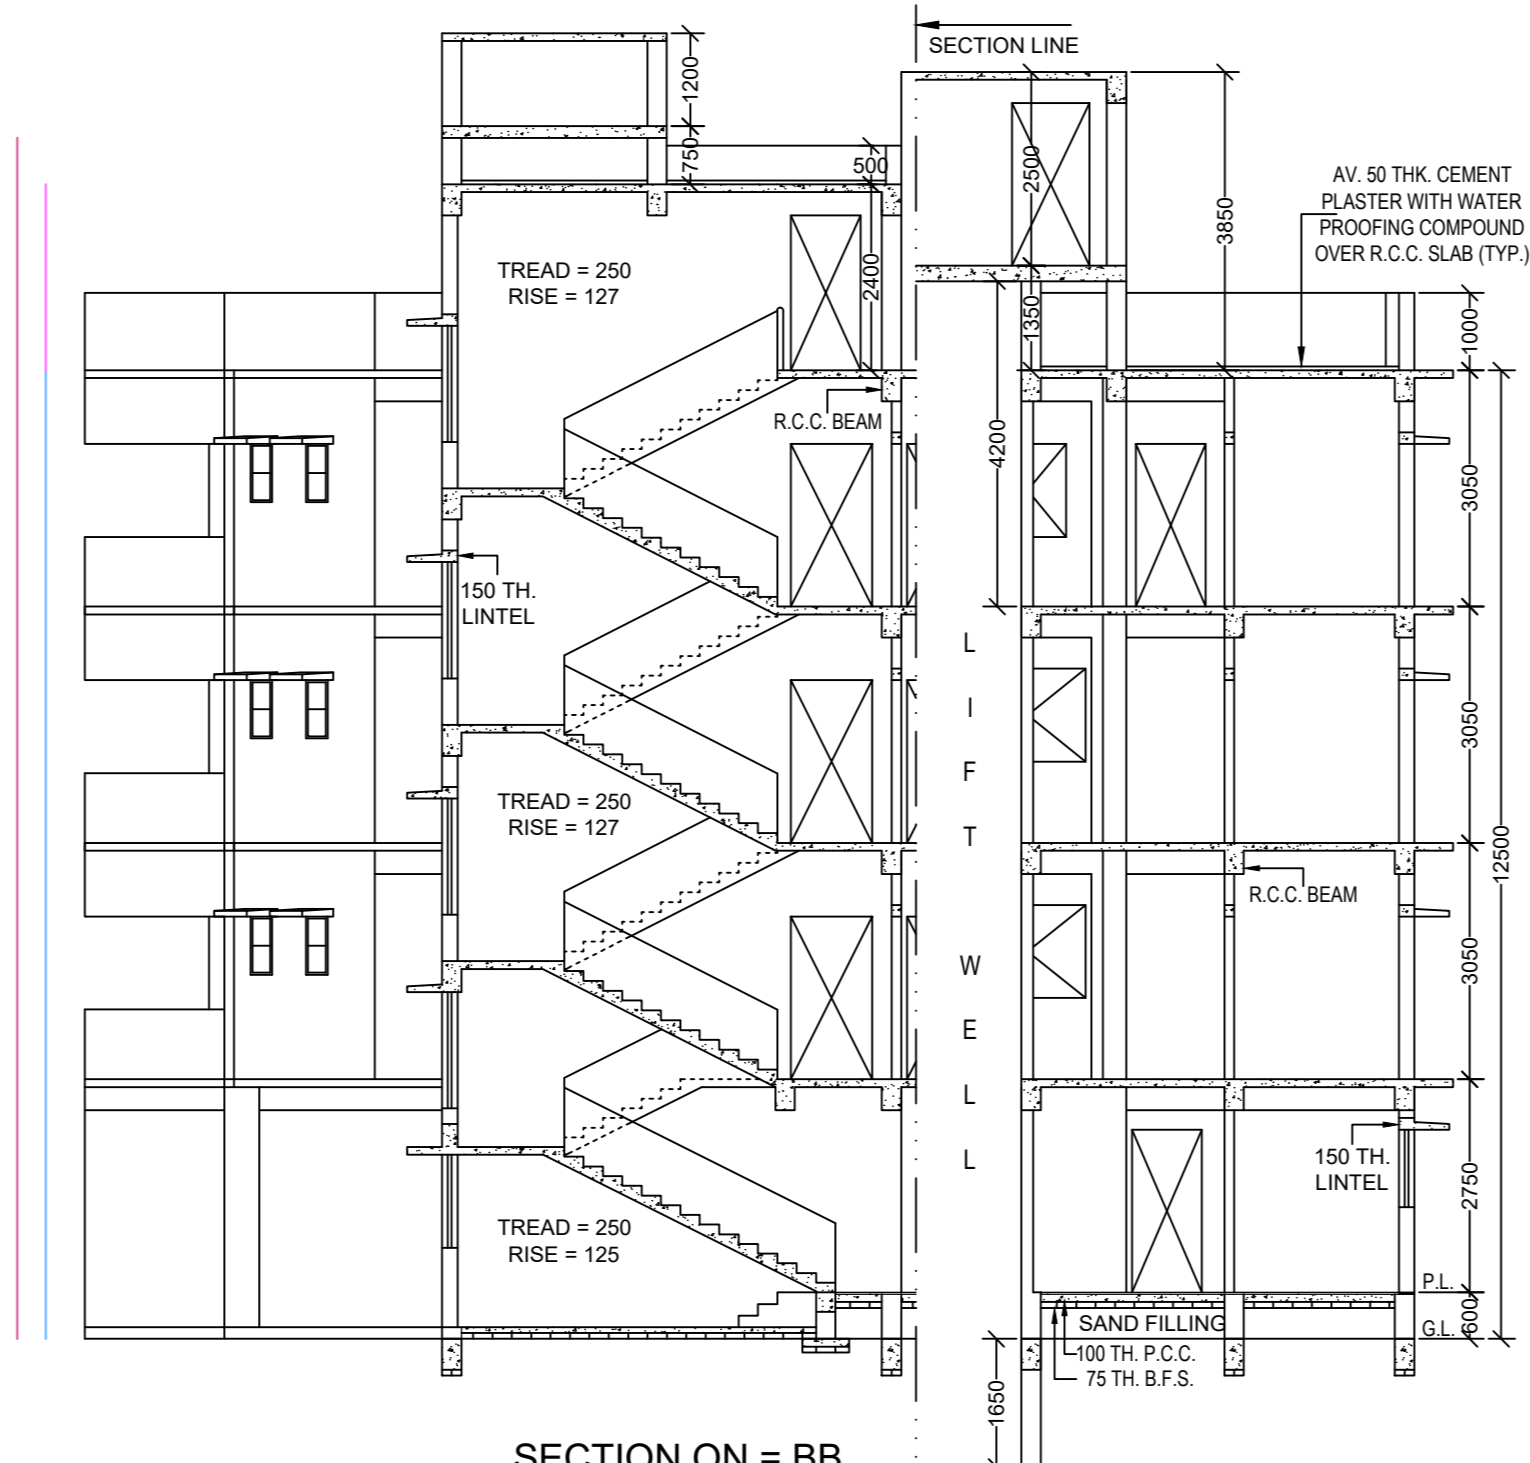 SECTION LINE
1200
750
500
2500
3850
AV. 50 THK. CEMENT
PLASTER WITH WATER
PROOFING COMPOUND
OVER R.C.C. SLAB (TYP.)
TREAD = 250
RISE = 127
2400
1350
1000
R.C.C. BEAM
4200
3050
150 TH.
LINTEL
LIFT WELL
3050
TREAD = 250
RISE = 127
12500
R.C.C. BEAM
3050
150 TH.
LINTEL
2750
TREAD = 250
RISE = 125
P.L.
600
G.L.
SAND FILLING
100 TH. P.C.C.
75 TH. B.F.S.
1650
SECTION ON = BB